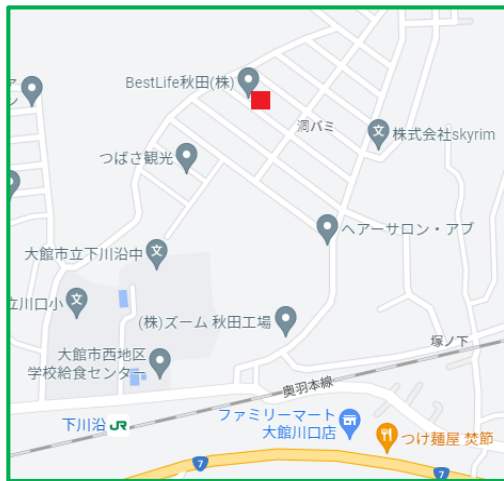 BestLife秋田(株)
ン
洞バミ
株式会社skyrim
つばさ観光
ヘアーサロン・アブ
大館市立下川沿中
立川口小
(株)ズーム 秋田工場
塚ノ下
大館市西地区
学校給食センター
奥羽本線
下川沿 JR
ファミリーマート
大館川口店
つけ麺屋 焚節
7
7